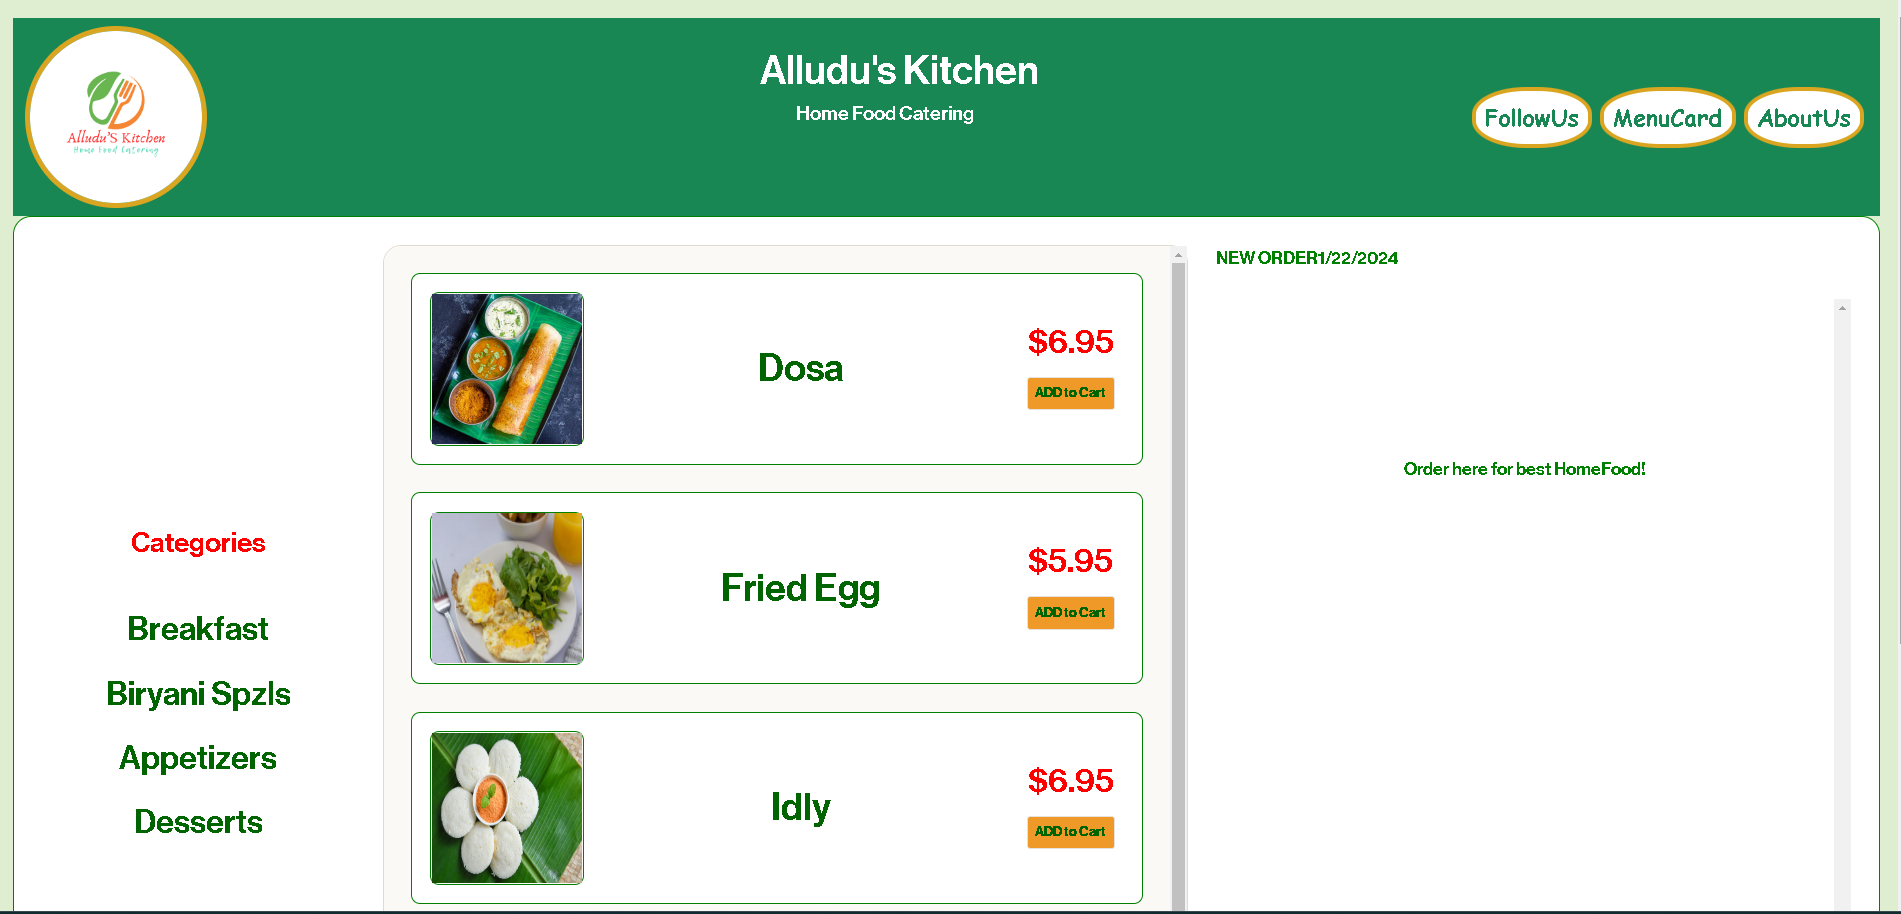 Alludu'S Kitchen
Home Food Catering
Alludu's Kitchen
Home Food Catering
FollowUs
MenuCard
AboutUs
Categories
Breakfast
Biryani Spzls
Appetizers
Desserts
Dosa
$6.95
ADD to Cart
Fried Egg
$5.95
ADD to Cart
Idly
$6.95
ADD to Cart
NEW ORDER1/22/2024
Order here for best HomeFood!